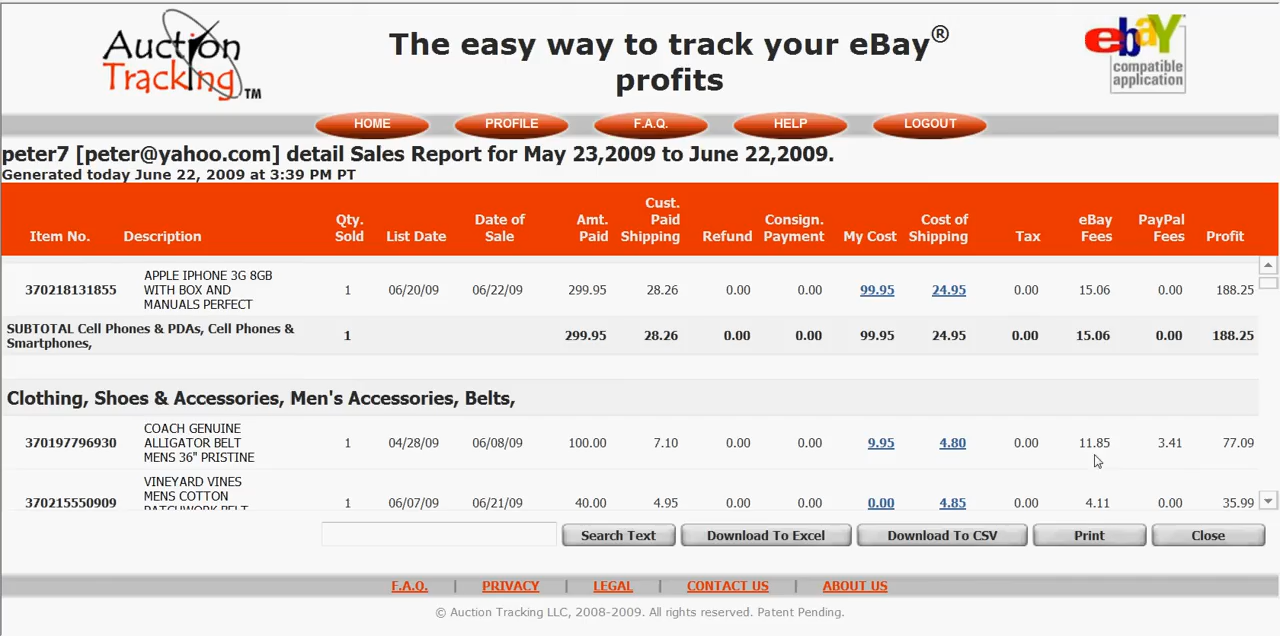 Auction
Tracking TM
The easy way to track your eBay®
profits
ebay
compatible
application
HOME PROFILE F.A.Q. HELP LOGOUT
peter7 [peter@yahoo.com] detail Sales Report for May 23,2009 to June 22,2009.
Generated today June 22, 2009 at 3:39 PM PT
Item No. Description Qty. Sold List Date Date of Sale Amt. Paid Cust. Paid Shipping Refund Consign. Payment My Cost Cost of Shipping Tax eBay Fees PayPal Fees Profit
370218131855 APPLE IPHONE 3G 8GB WITH BOX AND MANUALS PERFECT 1 06/20/09 06/22/09 299.95 28.26 0.00 0.00 99.95 24.95 0.00 15.06 0.00 188.25
SUBTOTAL Cell Phones & PDAs, Cell Phones & Smartphones, 1 299.95 28.26 0.00 0.00 99.95 24.95 0.00 15.06 0.00 188.25
Clothing, Shoes & Accessories, Men's Accessories, Belts,
370197796930 COACH GENUINE ALLIGATOR BELT MENS 36" PRISTINE 1 04/28/09 06/08/09 100.00 7.10 0.00 0.00 9.95 4.80 0.00 11.85 3.41 77.09
370215550909 VINEYARD VINES MENS COTTON PATCHWORK BELT 1 06/07/09 06/21/09 40.00 4.95 0.00 0.00 0.00 4.85 0.00 4.11 0.00 35.99
Search Text Download To Excel Download To CSV Print Close
F.A.Q. | PRIVACY | LEGAL | CONTACT US | ABOUT US
© Auction Tracking LLC, 2008-2009. All rights reserved. Patent Pending.